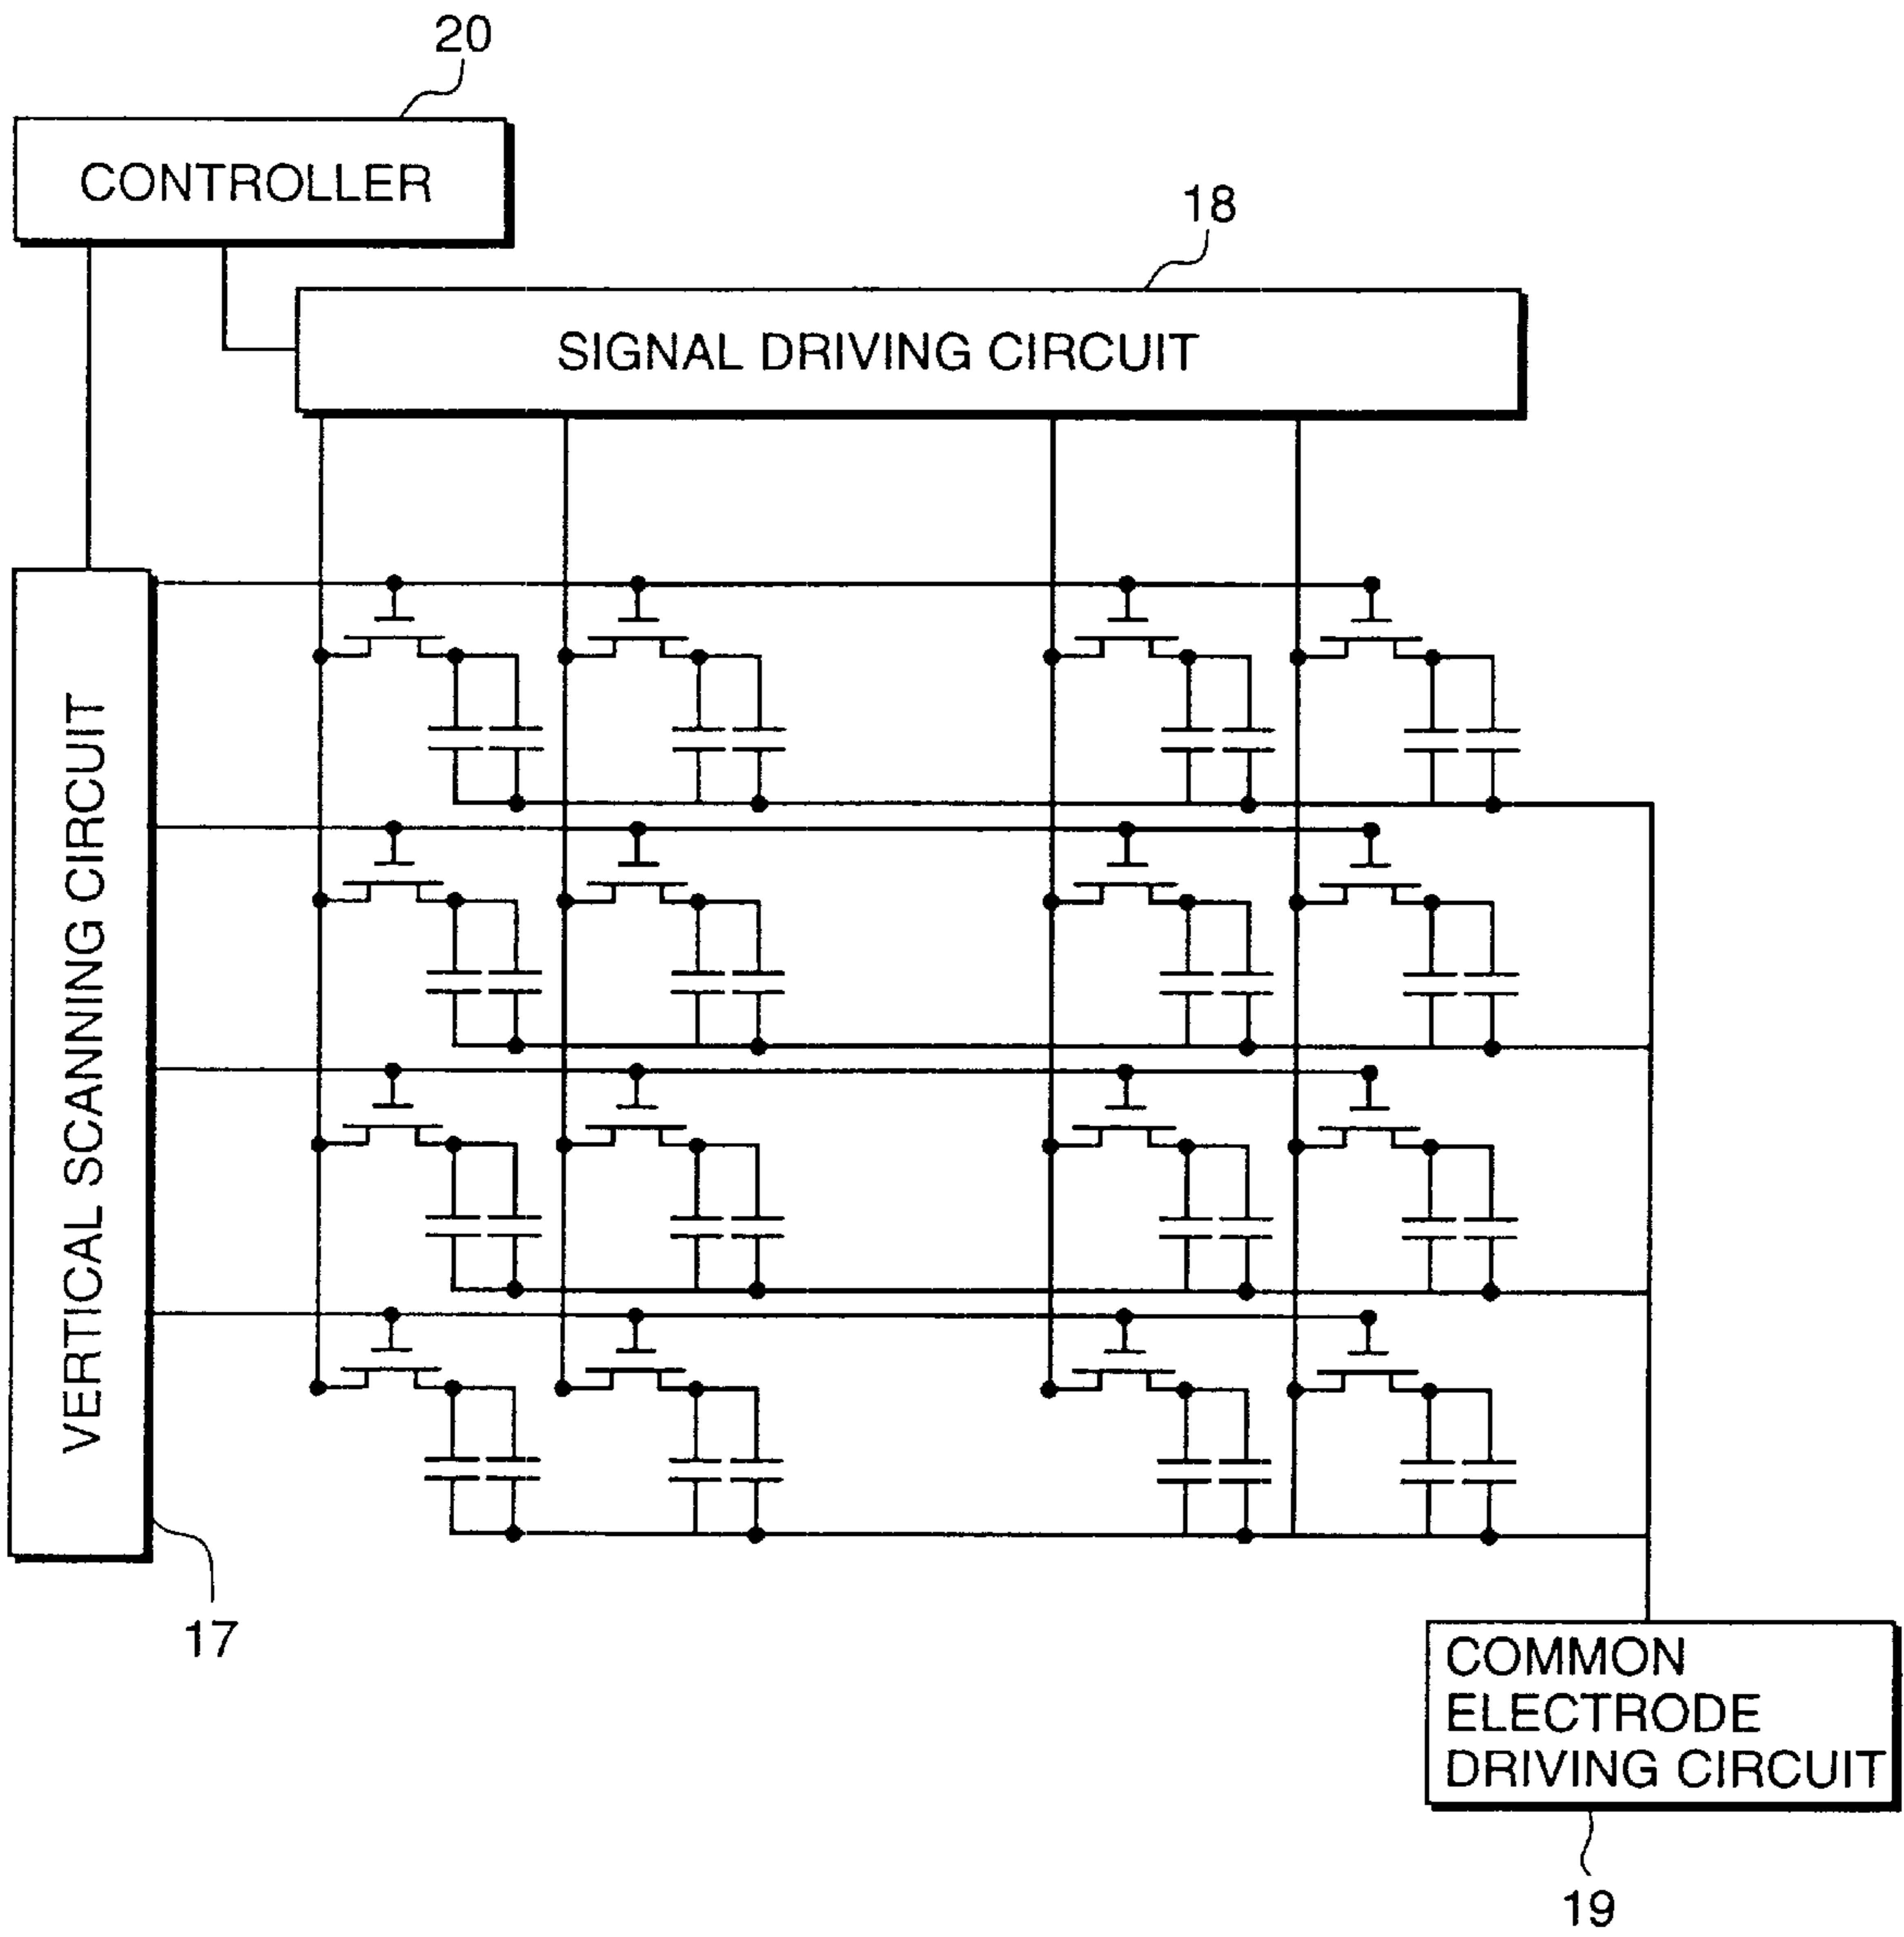 20
CONTROLLER
18
SIGNAL DRIVING CIRCUIT
VERTICAL SCANNING CIRCUIT
17
COMMON
ELECTRODE
DRIVING CIRCUIT
19